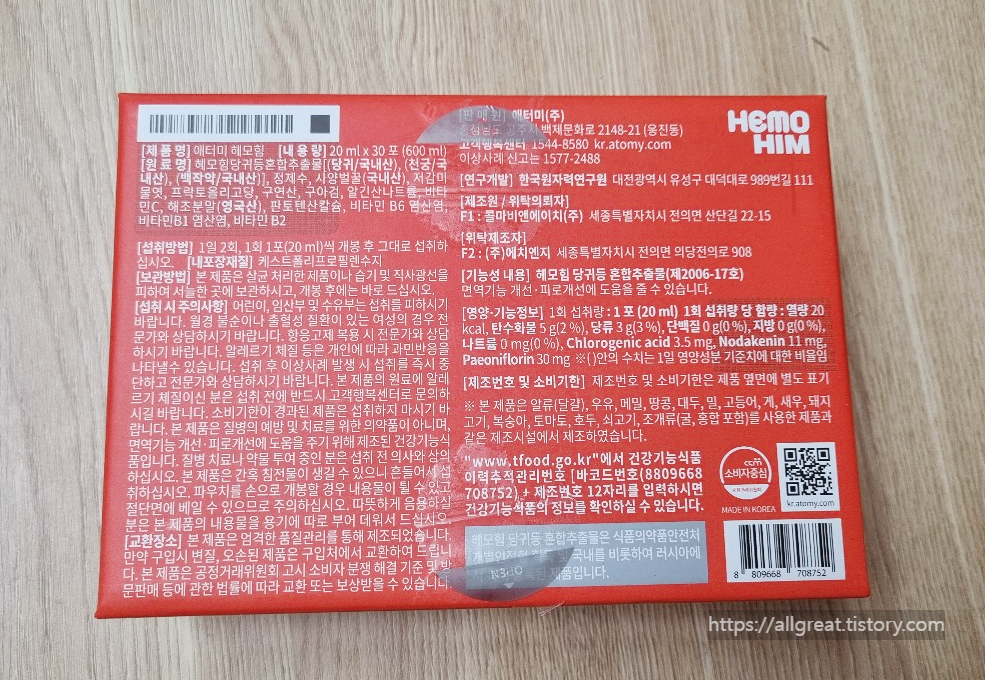 [제 품 명] 애터미 헤모힘 [내 용 량] 20 ml x 30 포 (600 ml)
[원 료 명] 헤모힘당귀등혼합추출물[(당귀/국내산), (천궁/국내
산), (백작약/국내산)], 정제수, 사양벌꿀(국내산), 저감미
물엿, 프락토올리고당, 구연산, 구아검, 알긴산나트륨, 비타
민C, 해조분말(영국산), 판토텐산칼슘, 비타민 B6 염산염,
비타민B1 염산염, 비타민 B2
[섭취방법] 1일 2회, 1회 1포(20 ml)씩 개봉 후 그대로 섭취하
십시오. [내포장재질] 케스트폴리프로필렌수지
[보관방법] 본 제품은 살균 처리한 제품이나 습기 및 직사광선을
피하여 서늘한 곳에 보관하시고, 개봉 후에는 바로 드십시오.
[섭취 시 주의사항] 어린이, 임산부 및 수유부는 섭취를 피하시기
바랍니다. 월경 불순이나 출혈성 질환이 있는 여성의 경우 전
문가와 상담하시기 바랍니다. 항응고제 복용 시 전문가와 상담
하시기 바랍니다. 알레르기 체질 등은 개인에 따라 과민반응을
나타낼수 있습니다. 섭취 후 이상사례 발생 시 섭취를 즉시 중
단하고 전문가와 상담하시기 바랍니다. 본 제품의 원료에 알레
르기 체질이신 분은 섭취 전에 반드시 고객행복센터로 문의하
시길 바랍니다. 소비기한이 경과된 제품은 섭취하지 마시기 바
랍니다. 본 제품은 질병의 예방 및 치료를 위한 의약품이 아니며,
면역기능 개선·피로개선에 도움을 주기 위해 제조된 건강기능식
품입니다. 질병 치료나 약물 투여 중인 분은 섭취 전 의사와 상의
하십시오. 본 제품은 간혹 침전물이 생길 수 있으니 흔들어서 섭
취하십시오. 파우치를 손으로 개봉할 경우 내용물이 튈 수 있고
절단면에 베일 수 있으므로 주의하십시오. 따뜻하게 음용하실
분은 본 제품의 내용물을 용기에 따로 부어 데워서 드십시오.
[교환장소] 본 제품은 엄격한 품질관리를 통해 제조되었습니다.
만약 구입시 변질, 오손된 제품은 구입처에서 교환하여 드립니
다. 본 제품은 공정거래위원회 고시 소비자 분쟁 해결 기준 및 방
문판매 등에 관한 법률에 따라 교환 또는 보상받을 수 있습니다.
[판 매 원] 애터미(주)
충청남도 공주시 백제문화로 2148-21 (웅진동)
고객행복센터 1544-8580 kr.atomy.com
이상사례 신고는 1577-2488
HEMO
HIM
[연구개발] 한국원자력연구원 대전광역시 유성구 대덕대로 989번길 111
[제조원 / 위탁의뢰자]
F1 : 콜마비앤에이치(주) 세종특별자치시 전의면 산단길 22-15
[위탁제조자]
F2 : (주)에치엔지 세종특별자치시 전의면 의당전의로 908
[기능성 내용] 헤모힘 당귀등 혼합추출물(제2006-17호)
면역기능 개선·피로개선에 도움을 줄 수 있습니다.
[영양·기능정보] 1회 섭취량 : 1 포 (20 ml) 1회 섭취량 당 함량 : 열량 20
kcal, 탄수화물 5 g(2 %), 당류 3 g(3 %), 단백질 0 g(0 %), 지방 0 g(0 %),
나트륨 0 mg(0 %), Chlorogenic acid 3.5 mg, Nodakenin 11 mg,
Paeoniflorin 30 mg ※()안의 수치는 1일 영양성분 기준치에 대한 비율임
[제조번호 및 소비기한] 제조번호 및 소비기한은 제품 옆면에 별도 표기
※ 본 제품은 알류(달걀), 우유, 메밀, 땅콩, 대두, 밀, 고등어, 게, 새우, 돼지
고기, 복숭아, 토마토, 호두, 쇠고기, 조개류(굴, 홍합 포함)를 사용한 제품과
같은 제조시설에서 제조하였습니다.
"www.tfood.go.kr"에서 건강기능식품
이력추적관리번호 [바코드번호(8809668
708752) + 제조번호 12자리를 입력하시면
건강기능식품의 정보를 확인하실 수 있습니다.
ccm
소비자중심
kr.atomy.com
MADE IN KOREA
헤모힘 당귀등 혼합추출물은 식품의약품안전처
국내를 비롯하여 러시아에
제품입니다.
OPEN
8 809668 708752
https://allgreat.tistory.com